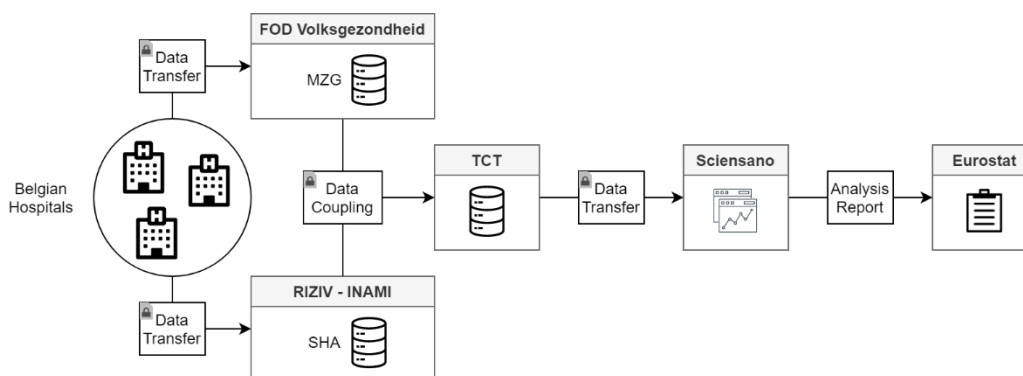 FOD Volksgezondheid
Data
Transfer
MZG
Belgian
Hospitals
Data
Coupling
TCT
Data
Transfer
Sciensano
Analysis
Report
Eurostat
RIZIV - INAMI
Data
Transfer
SHA